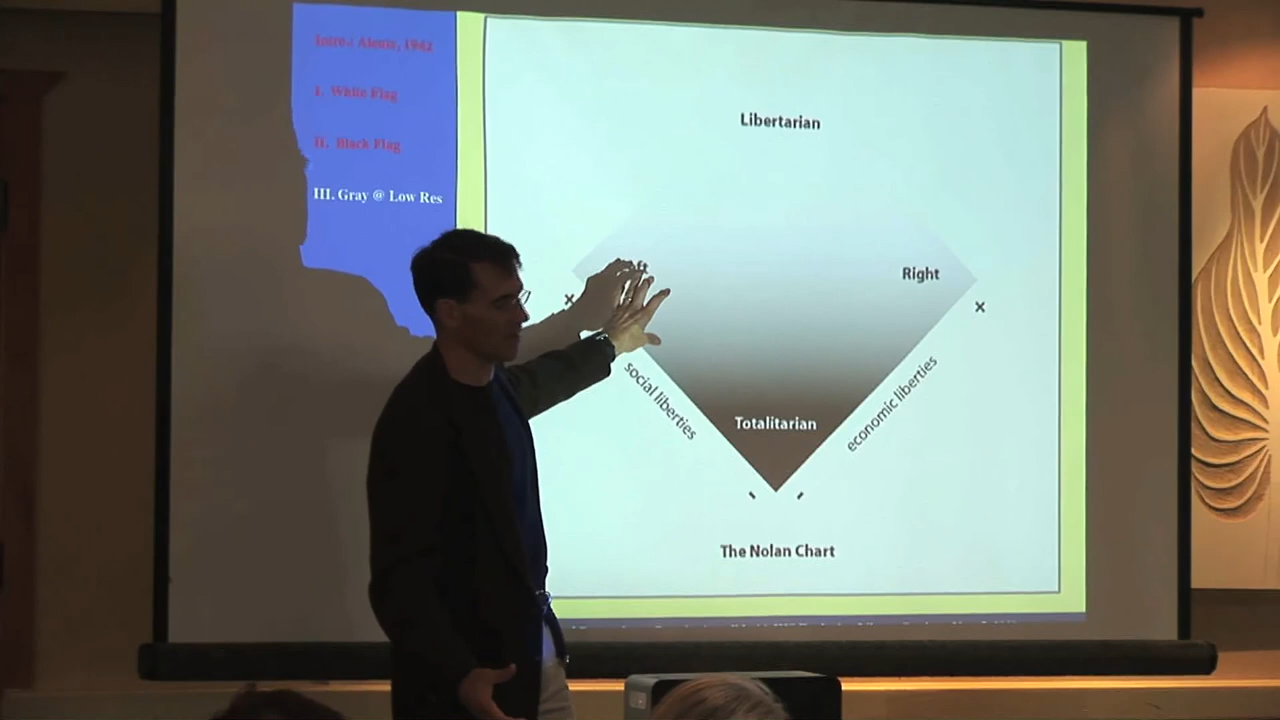 Intro.: Alexis, 1942
I. White Flag
II. Black Flag
III. Gray @ Low Res
Libertarian
Right
social liberties
economic liberties
Totalitarian
The Nolan Chart